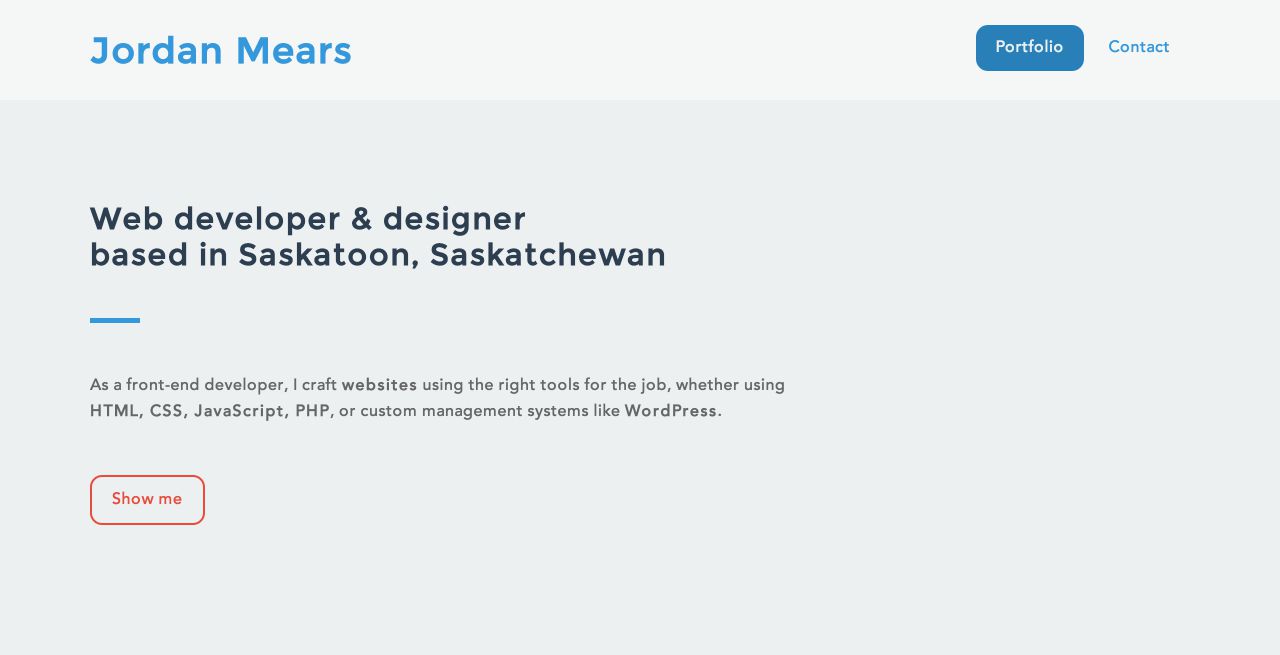 Jordan Mears
Portfolio
Contact
Web developer & designer
based in Saskatoon, Saskatchewan
As a front-end developer, I craft websites using the right tools for the job, whether using
HTML, CSS, JavaScript, PHP, or custom management systems like WordPress.
Show me